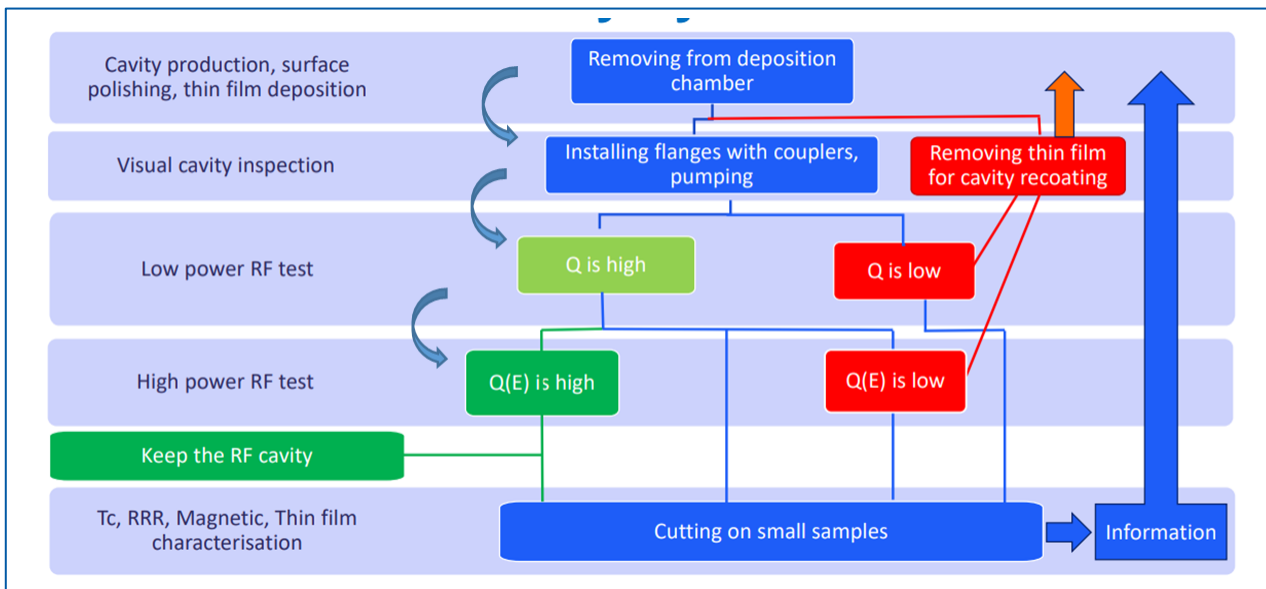 Cavity production, surface
polishing, thin film deposition
Removing from deposition
chamber
Visual cavity inspection
Installing flanges with couplers,
pumping
Removing thin film
for cavity recoating
Low power RF test
Q is high
Q is low
High power RF test
Q(E) is high
Q(E) is low
Keep the RF cavity
Tc, RRR, Magnetic, Thin film
characterisation
Cutting on small samples
Information